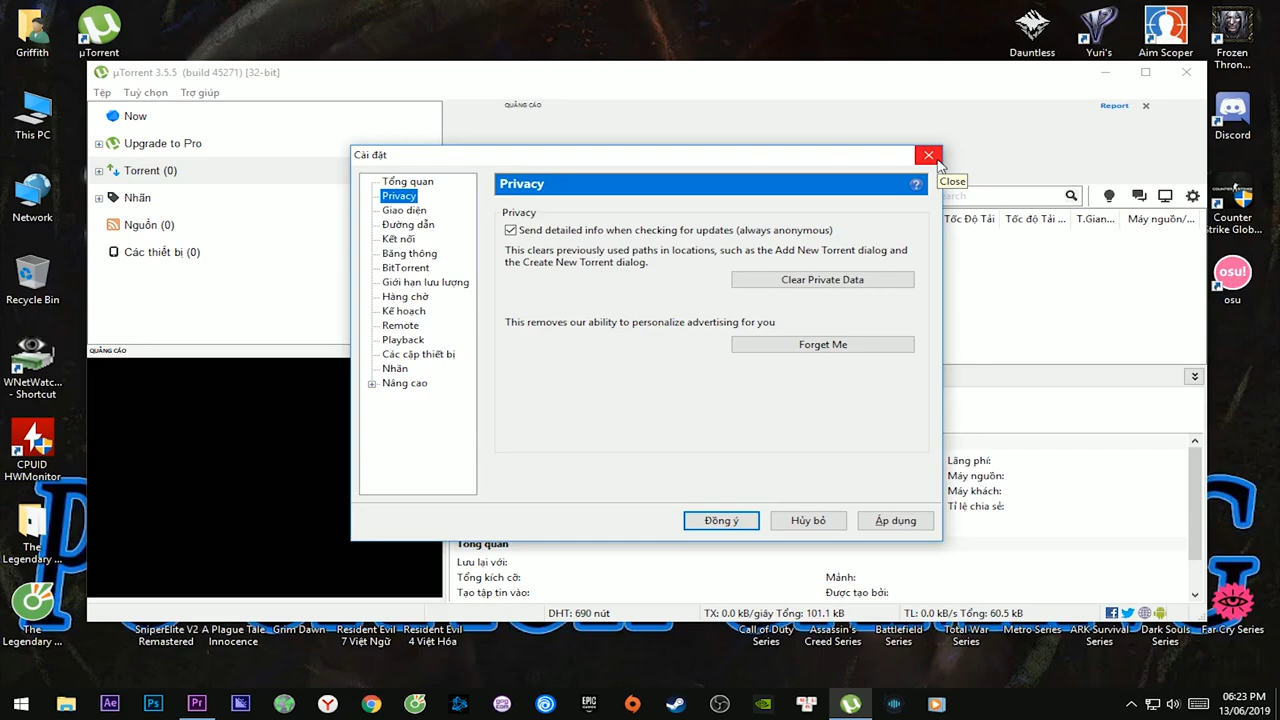 Griffith
µTorrent
Dauntless
Yuri's
Aim Scoper
Frozen
Thron...
µTorrent 3.5.5  (build 45271) [32-bit]
Tệp
Tuỳ chọn
Trợ giúp
QUẢNG CÁO
Report
Now
Upgrade to Pro
Torrent (0)
Nhãn
Nguồn (0)
Các thiết bị (0)
This PC
Discord
Cài đặt
Close
Tổng quan
Privacy
Giao diện
Đường dẫn
Kết nối
Băng thông
BitTorrent
Giới hạn lưu lượng
Hàng chờ
Kế hoạch
Remote
Playback
Các cặp thiết bị
Nhãn
Nâng cao
Privacy
Privacy
Send detailed info when checking for updates (always anonymous)
This clears previously used paths in locations, such as the Add New Torrent dialog and
the Create New Torrent dialog.
Clear Private Data
This removes our ability to personalize advertising for you
Forget Me
Đồng ý
Hủy bỏ
Áp dụng
Tốc Độ Tải
Tốc độ Tải ...
T.Gian...
Máy nguồn/...
Network
Counter
Strike Glob...
Recycle Bin
osu!
osu
QUẢNG CÁO
WNetWatc...
- Shortcut
CPUID
HWMonitor
Lãng phí:
Máy nguồn:
Máy khách:
Tỉ lệ chia sẻ:
Tổng quan
Lưu lại với:
Tổng kích cỡ:
Mảnh:
Tạo tập tin vào:
Được tạo bởi:
DHT: 690 nút
TX: 0.0 kB/giây Tổng: 101.1 kB
TL: 0.0 kB/s Tổng: 60.5 kB
The
Legendary ...
The
Legendary ...
SniperElite V2
Remastered
A Plague Tale
Innocence
Grim Dawn
Resident Evil
7 Việt Ngữ
Resident Evil
4 Việt Hóa
Call of Duty
Series
Assassin's
Creed Series
Battlefield
Series
Total War
Series
Metro Series
ARK Survival
Series
Dark Souls
Series
Far Cry Series
Ae
Ps
Pr
EPIC
GAMES
06:23 PM
13/06/2019